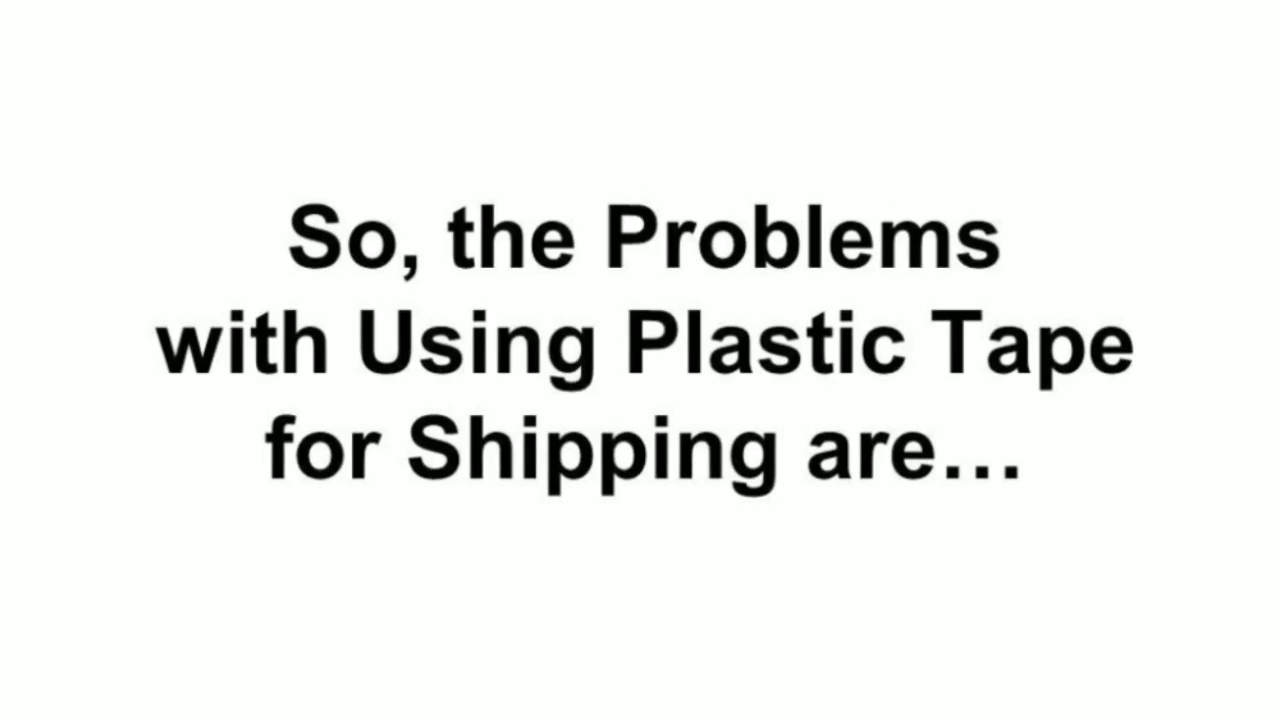 So, the Problems
with Using Plastic Tape
for Shipping are...